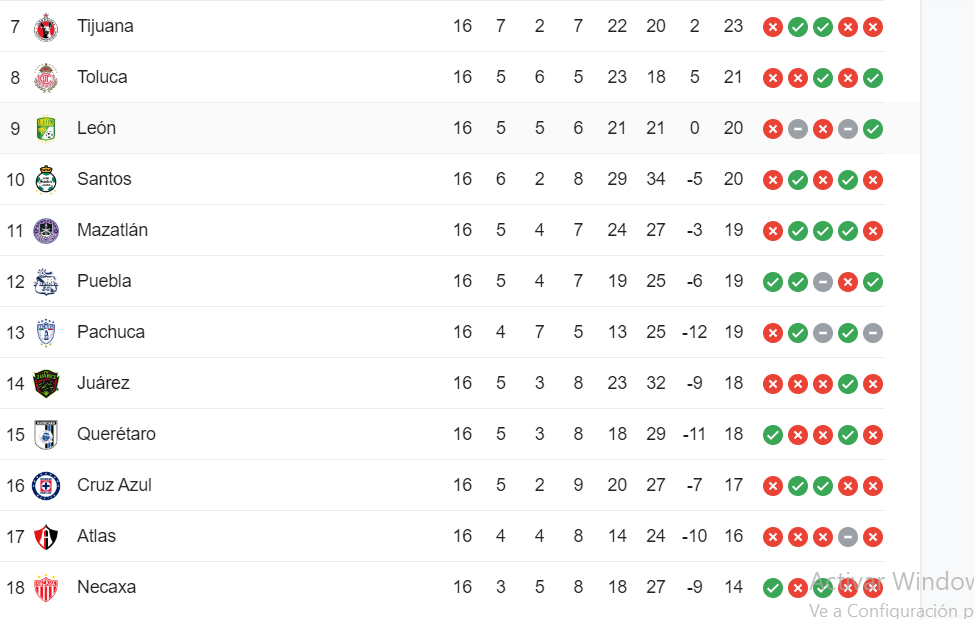 7 Tijuana 16 7 2 7 22 20 2 23
8 Toluca 16 5 6 5 23 18 5 21
9 León 16 5 5 6 21 21 0 20
10 Santos 16 6 2 8 29 34 -5 20
11 Mazatlán 16 5 4 7 24 27 -3 19
12 Puebla 16 5 4 7 19 25 -6 19
13 Pachuca 16 4 7 5 13 25 -12 19
14 Juárez 16 5 3 8 23 32 -9 18
15 Querétaro 16 5 3 8 18 29 -11 18
16 Cruz Azul 16 5 2 9 20 27 -7 17
17 Atlas 16 4 4 8 14 24 -10 16
18 Necaxa 16 3 5 8 18 27 -9 14
Activar Window
Ve a Configuración p